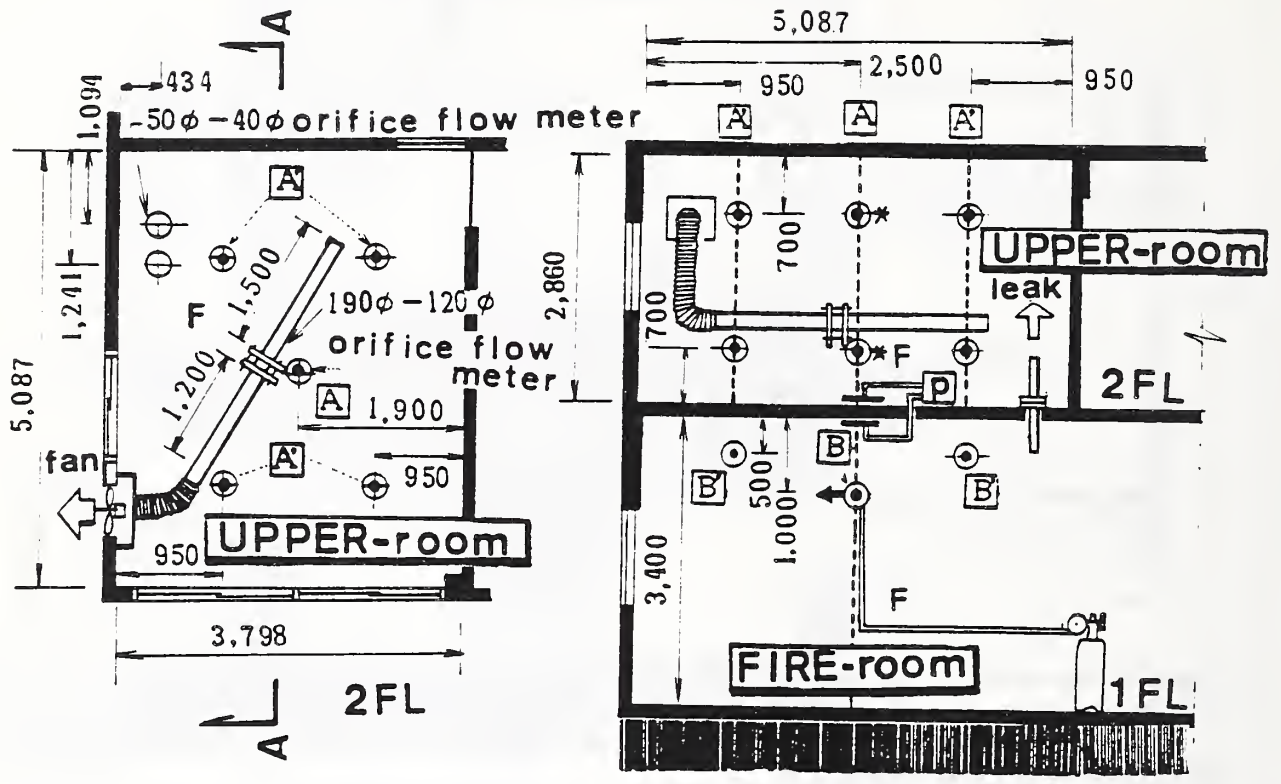 A
434
1,094
~50φ-40φ orifice flow meter
A'
1,241
1,500
F
190φ-120φ
orifice flow
meter
1,200
A
1,900
5,087
fan
A'
950
UPPER-room
950
3,798
2FL
A
5,087
2,500
950
950
A'
A
A'
*
700
UPPER-room
2,860
leak
700
*F
P
2FL
B
B'
500
B'
1,000
3,400
F
FIRE-room
1FL